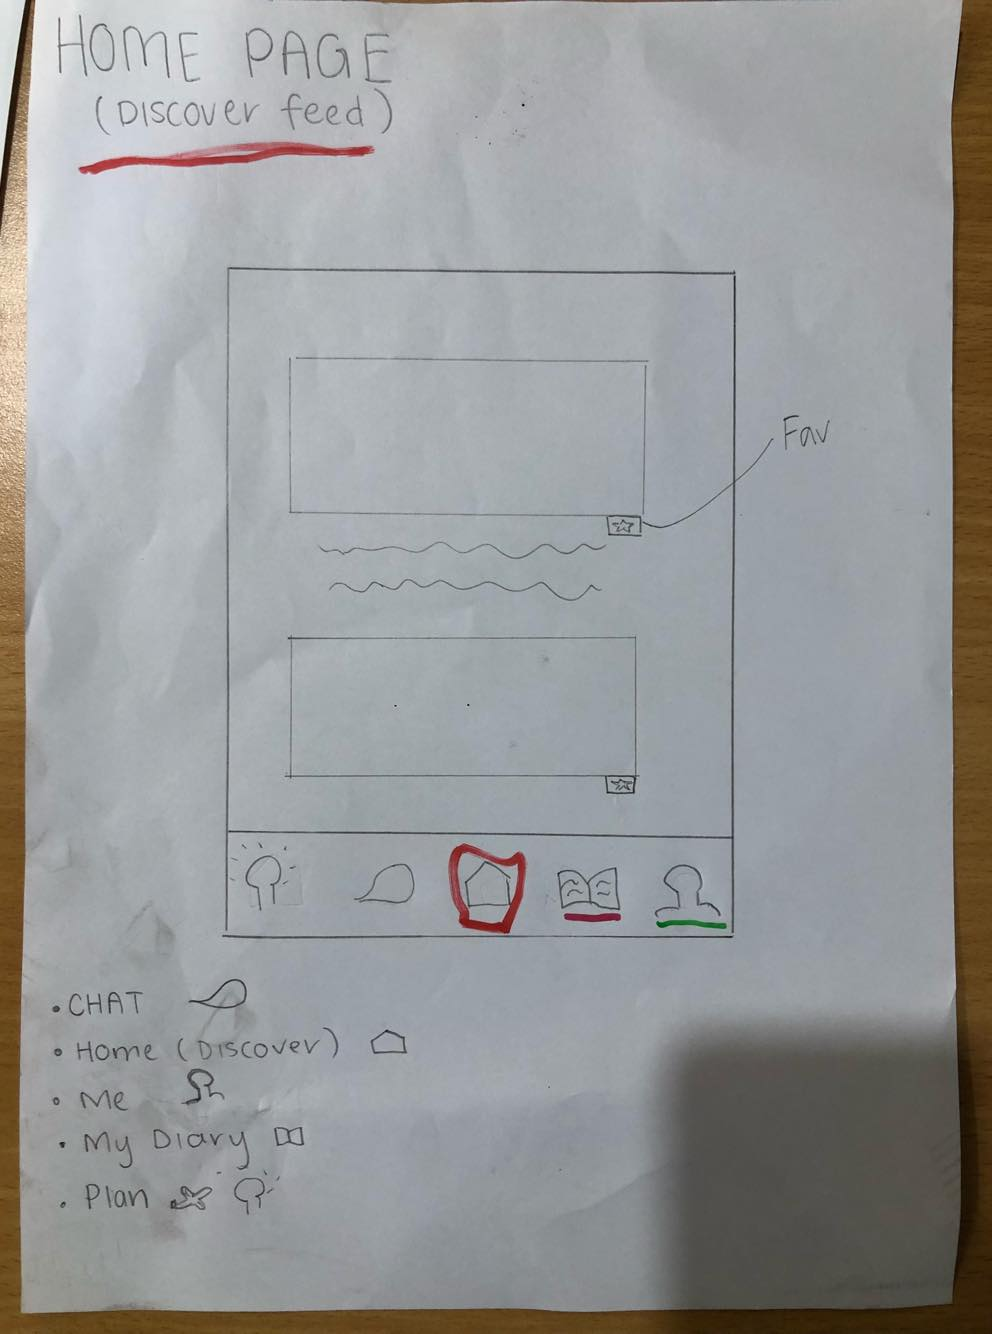 HOME PAGE
(Discover feed)
Fav
• CHAT
• Home (Discover)
• Me
• My Diary
• Plan